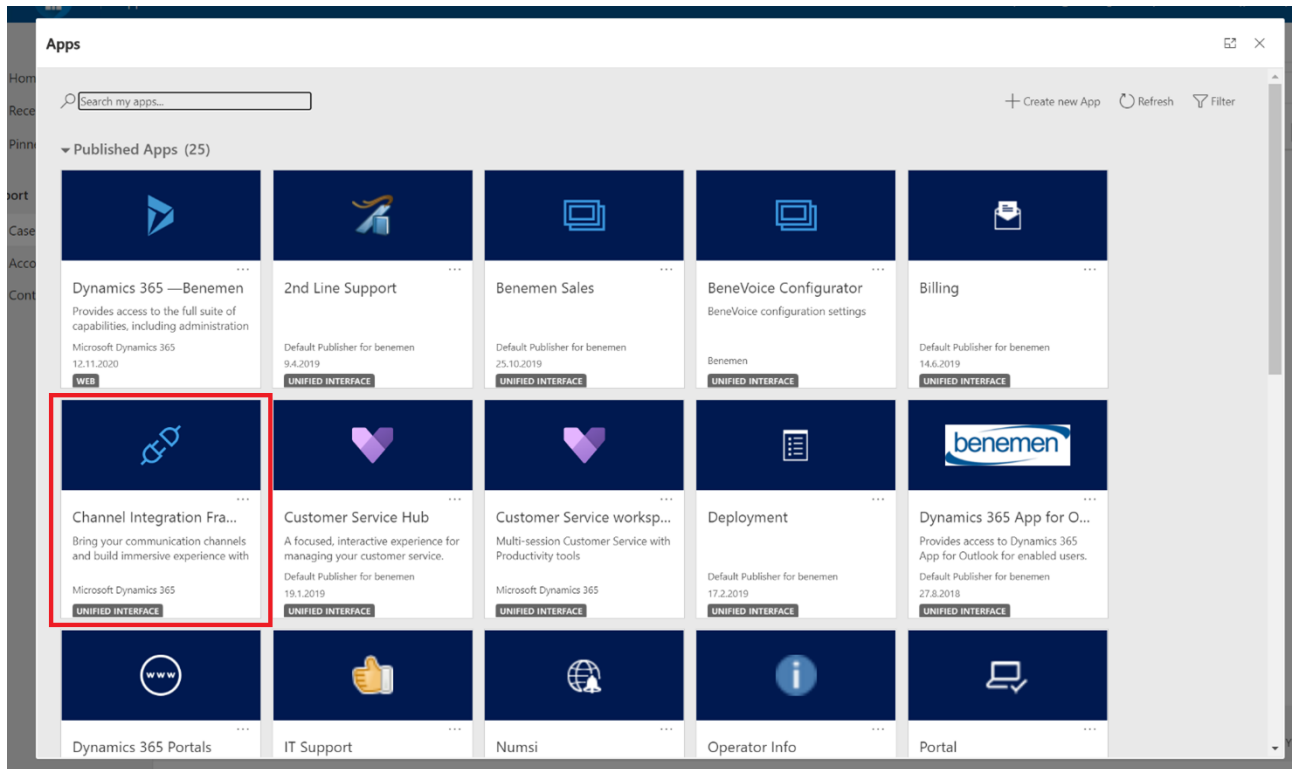 Apps
Search my apps...
Create new App
Refresh
Filter
Published Apps (25)
Hom
Rece
Pinn
port
Case
Acco
Cont
Dynamics 365 —Benemen
Provides access to the full suite of
capabilities, including administration
Microsoft Dynamics 365
12.11.2020
WEB
2nd Line Support
Default Publisher for benemen
9.4.2019
UNIFIED INTERFACE
Benemen Sales
Default Publisher for benemen
25.10.2019
UNIFIED INTERFACE
BeneVoice Configurator
BeneVoice configuration settings
Benemen
UNIFIED INTERFACE
Billing
Default Publisher for benemen
14.6.2019
UNIFIED INTERFACE
Channel Integration Fra...
Bring your communication channels
and build immersive experience with
Microsoft Dynamics 365
UNIFIED INTERFACE
Customer Service Hub
A focused, interactive experience for
managing your customer service.
Default Publisher for benemen
19.1.2019
UNIFIED INTERFACE
Customer Service worksp...
Multi-session Customer Service with
Productivity tools
Microsoft Dynamics 365
UNIFIED INTERFACE
Deployment
Default Publisher for benemen
17.2.2019
UNIFIED INTERFACE
benemen
Dynamics 365 App for O...
Provides access to Dynamics 365
App for Outlook for enabled users.
Default Publisher for benemen
27.8.2018
UNIFIED INTERFACE
www
Dynamics 365 Portals
IT Support
Numsi
Operator Info
Portal